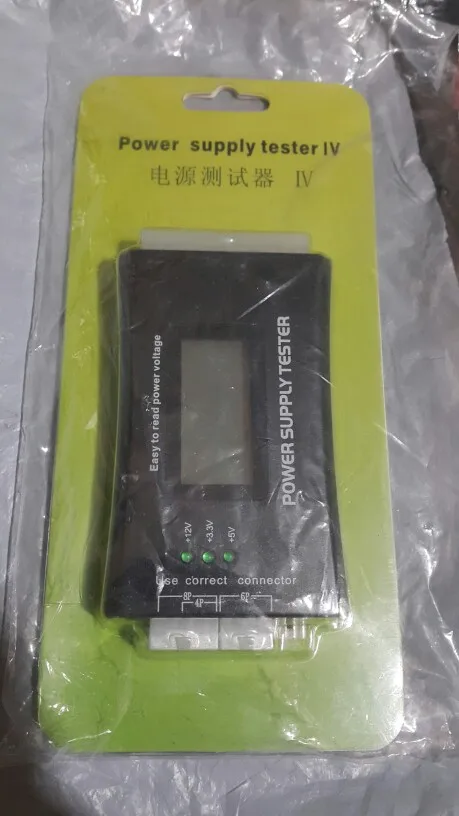 Power supply tester IV
电源测试器 IV
Easy to read power voltage
POWER SUPPLY TESTER
+12V
+3.3V
+5V
Use correct connector
8P
4P
6P